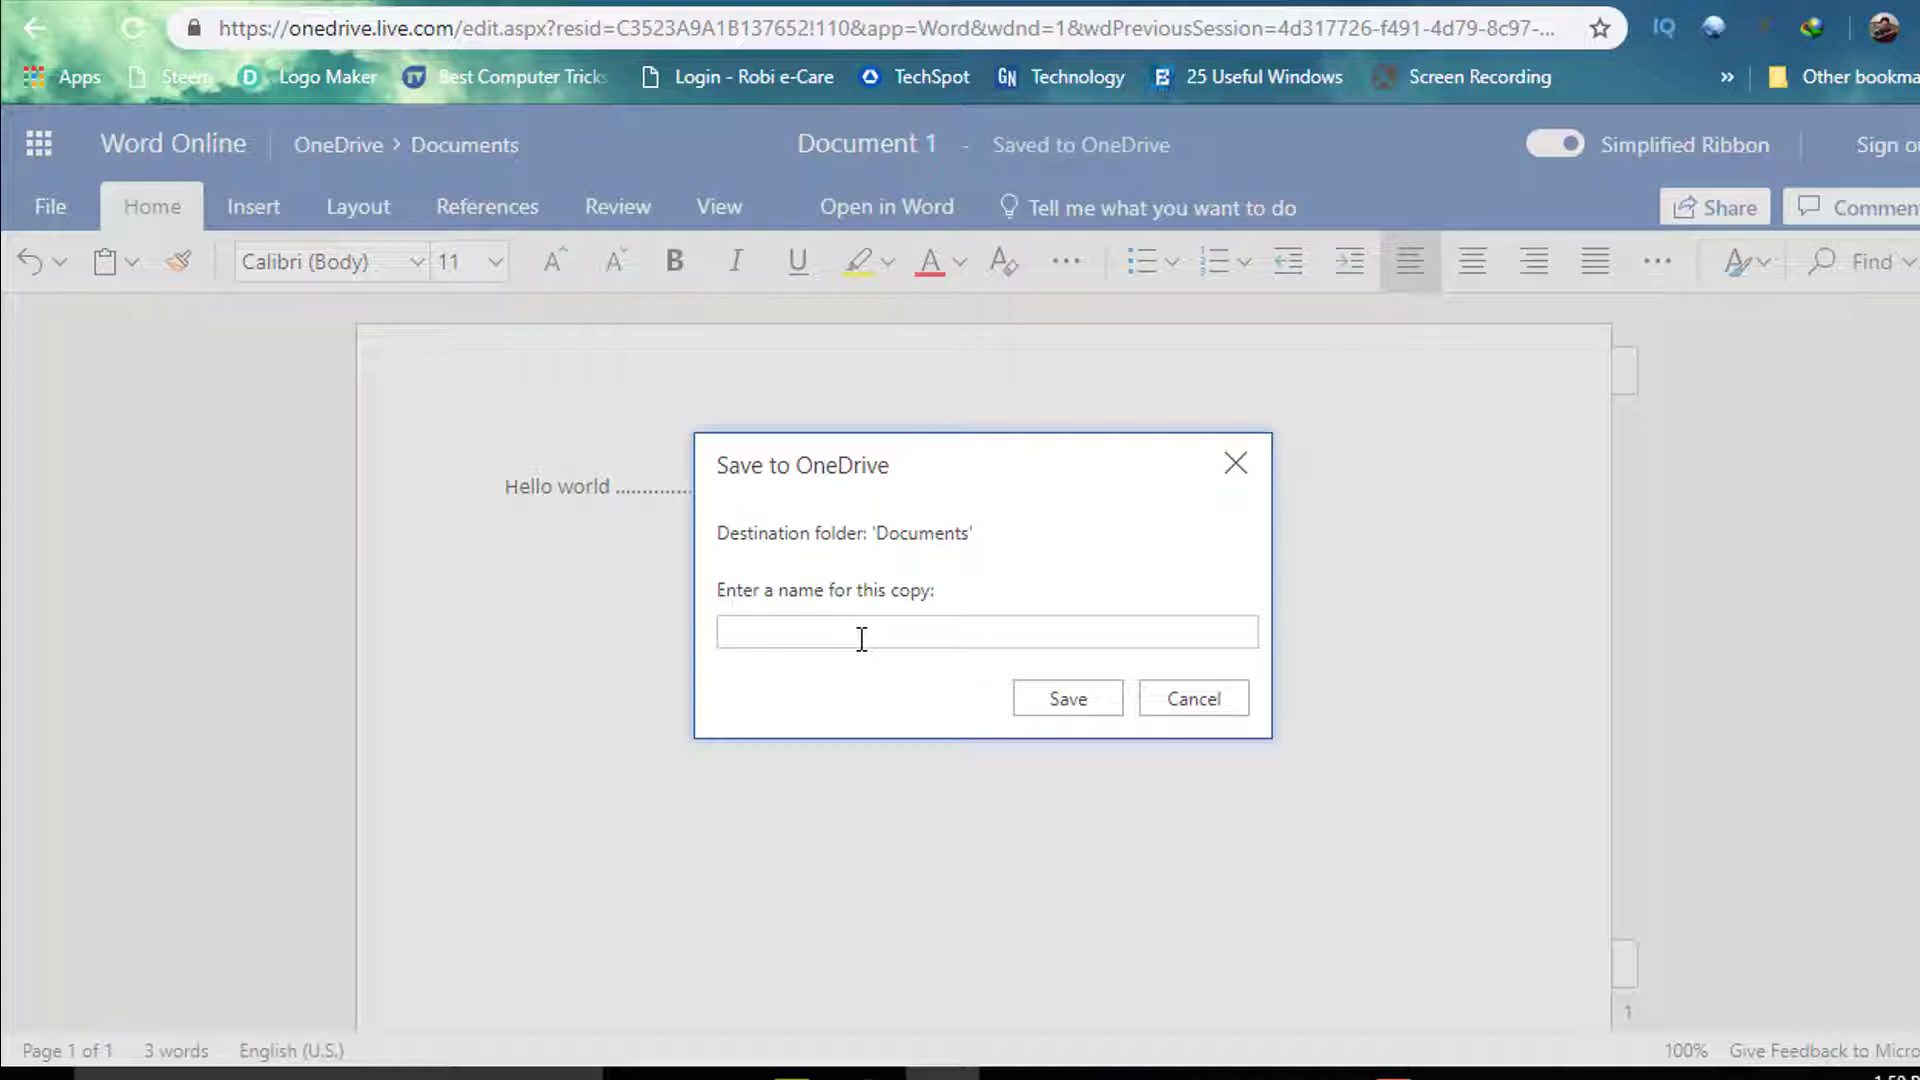 https://onedrive.live.com/edit.aspx?resid=C3523A9A1B137652!110&app=Word&wdnd=1&wdPreviousSession=4d317726-f491-4d79-8c97-...
Apps Steem Logo Maker Best Computer Tricks Login - Robi e-Care TechSpot GN Technology 25 Useful Windows Screen Recording » Other bookma
Word Online OneDrive > Documents Document 1 - Saved to OneDrive Simplified Ribbon Sign ou
File Home Insert Layout References Review View Open in Word Tell me what you want to do Share Commen
Calibri (Body) 11 B I U A Find
Hello world ...............
Save to OneDrive
Destination folder: 'Documents'
Enter a name for this copy:
Save Cancel
1
Page 1 of 1 3 words English (U.S.) 100% Give Feedback to Micro